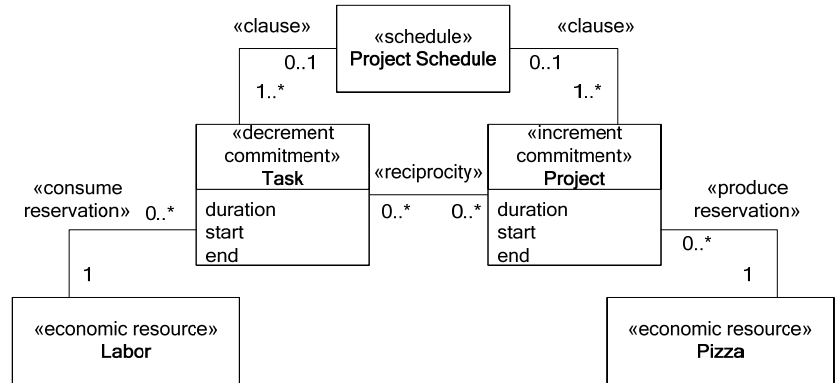 «clause»
«schedule»
Project Schedule
«clause»
0..1
0..1
1..*
1..*
«decrement
commitment»
Task
«reciprocity»
«increment
commitment»
Project
«consume
reservation»
0..*
duration
start
end
0..*
0..*
duration
start
end
«produce
reservation»
0..*
1
1
«economic resource»
Labor
«economic resource»
Pizza